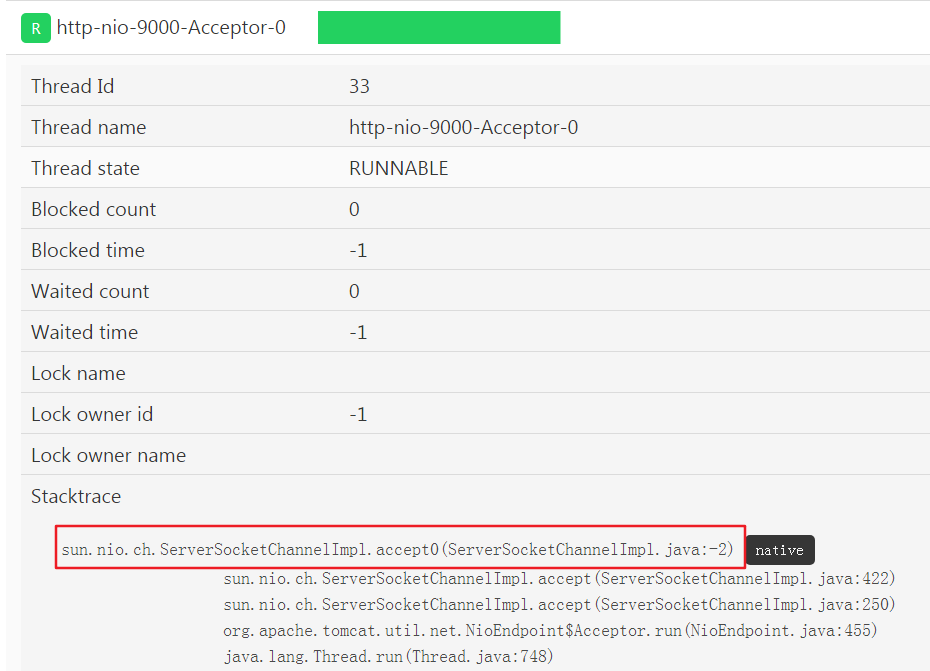 R http-nio-9000-Acceptor-0
Thread Id 33
Thread name http-nio-9000-Acceptor-0
Thread state RUNNABLE
Blocked count 0
Blocked time -1
Waited count 0
Waited time -1
Lock name
Lock owner id -1
Lock owner name
Stacktrace
sun.nio.ch.ServerSocketChannelImpl.accept0(ServerSocketChannelImpl.java:-2) native
sun.nio.ch.ServerSocketChannelImpl.accept(ServerSocketChannelImpl.java:422)
sun.nio.ch.ServerSocketChannelImpl.accept(ServerSocketChannelImpl.java:250)
org.apache.tomcat.util.net.NioEndpoint$Acceptor.run(NioEndpoint.java:455)
java.lang.Thread.run(Thread.java:748)